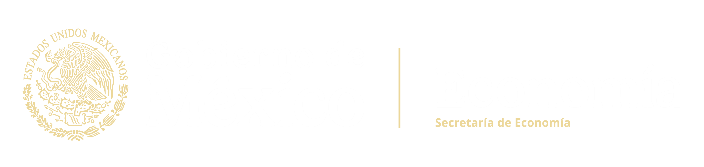 ESTADOS UNIDOS MEXICANOS
Secretaría de Economía